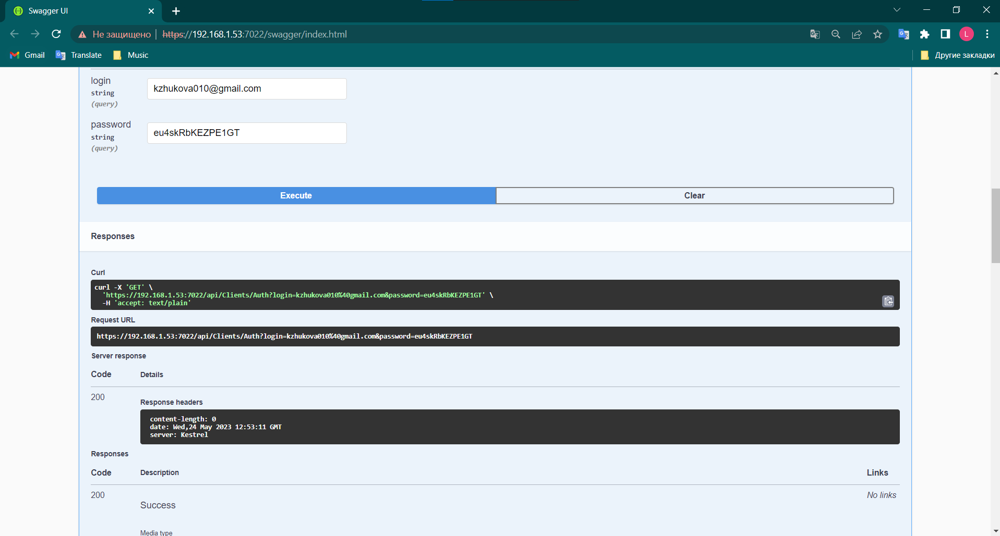 Swagger UI
Не защищено | https://192.168.1.53:7022/swagger/index.html
L
Gmail
Translate
Music
Другие закладки
login
string
(query)
kzhukova010@gmail.com
password
string
(query)
eu4skRbKEZPE1GT
Execute
Clear
Responses
Curl
curl -X 'GET' \
'https://192.168.1.53:7022/api/Clients/Auth?login=kzhukova010%40gmail.com&password=eu4skRbKEZPE1GT' \
-H 'accept: text/plain'
Request URL
https://192.168.1.53:7022/api/Clients/Auth?login=kzhukova010%40gmail.com&password=eu4skRbKEZPE1GT
Server response
Code Details
200
Response headers
content-length: 0
date: Wed,24 May 2023 12:53:11 GMT
server: Kestrel
Responses
Code Description Links
200 No links
Success
Media type